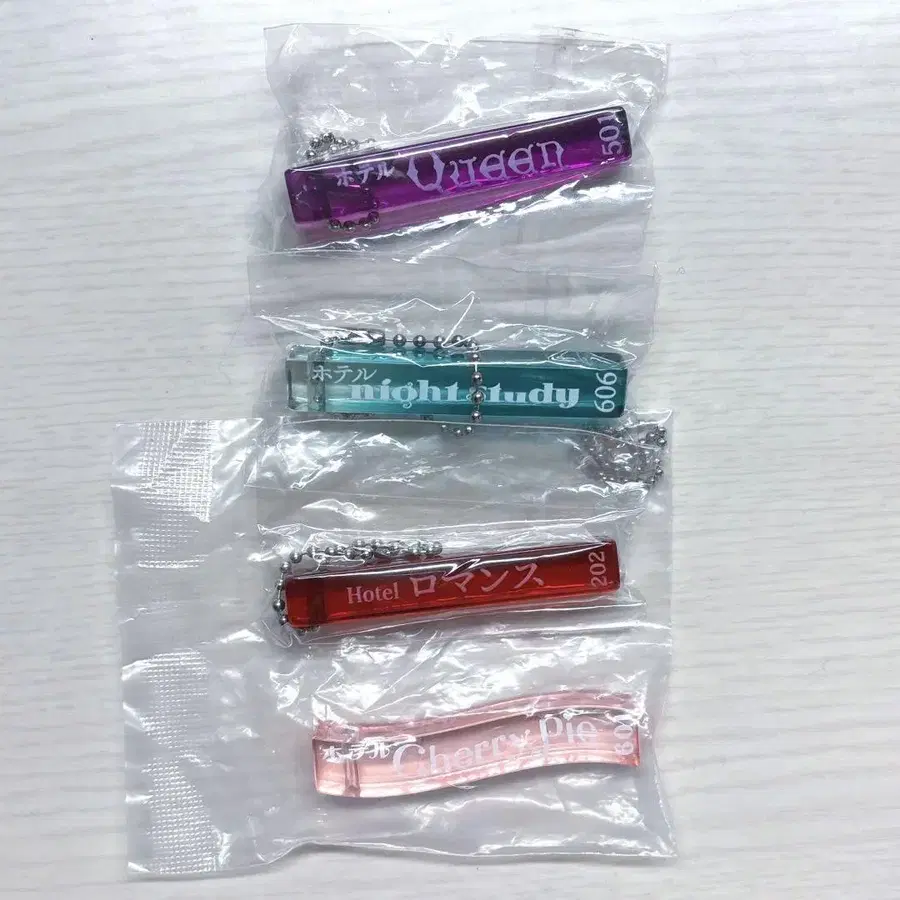 ホテル Queen 501
ホテル night study 606
Hotel ロマンス 202
ホテル Cherry Pie 601